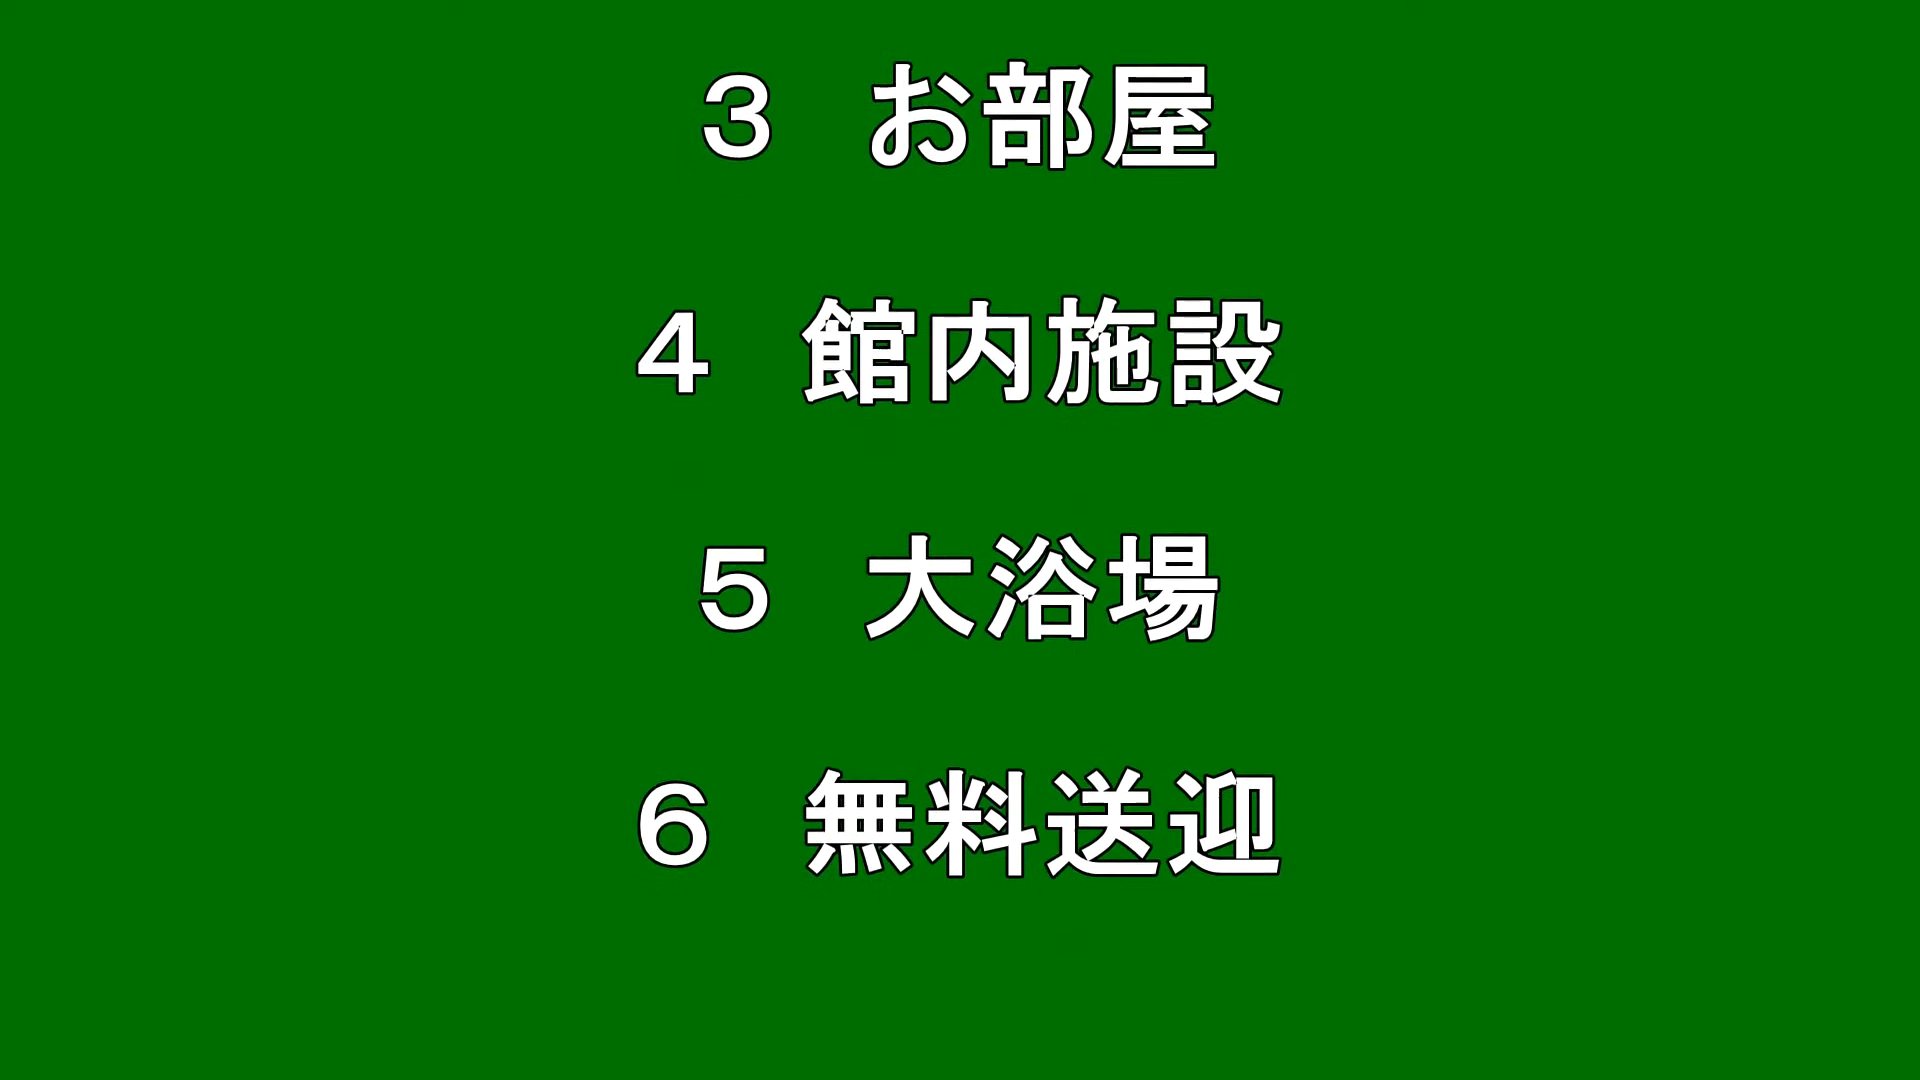 ３　お部屋
４　館内施設
５　大浴場
６　無料送迎